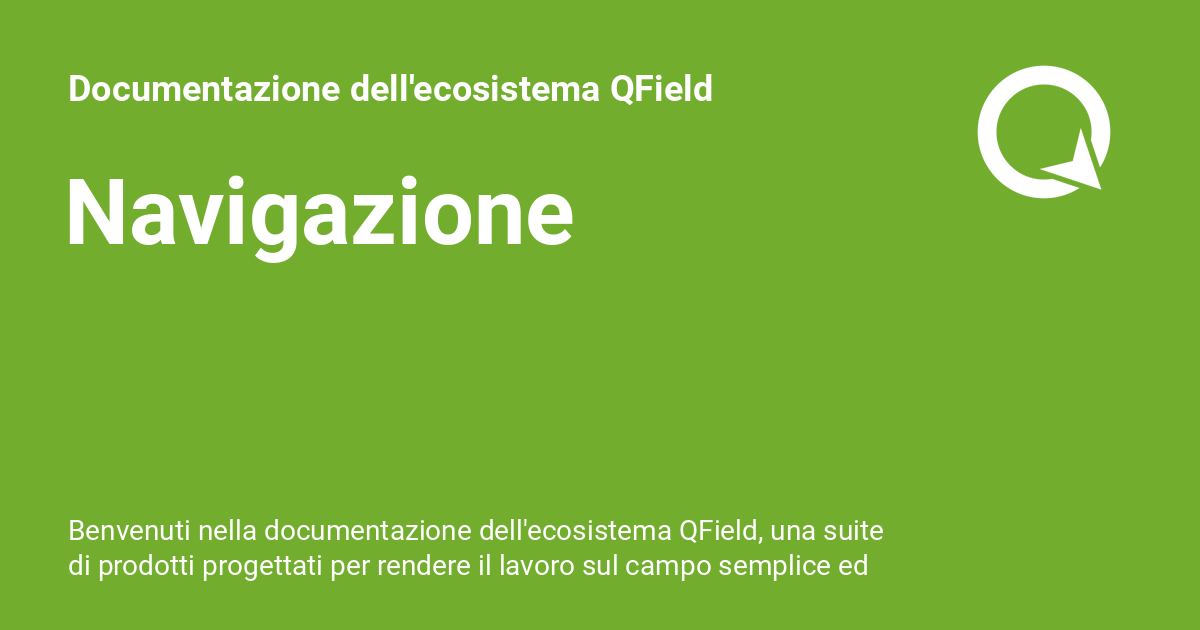 Documentazione dell'ecosistema QField
Navigazione
Benvenuti nella documentazione dell'ecosistema QField, una suite
di prodotti progettati per rendere il lavoro sul campo semplice ed